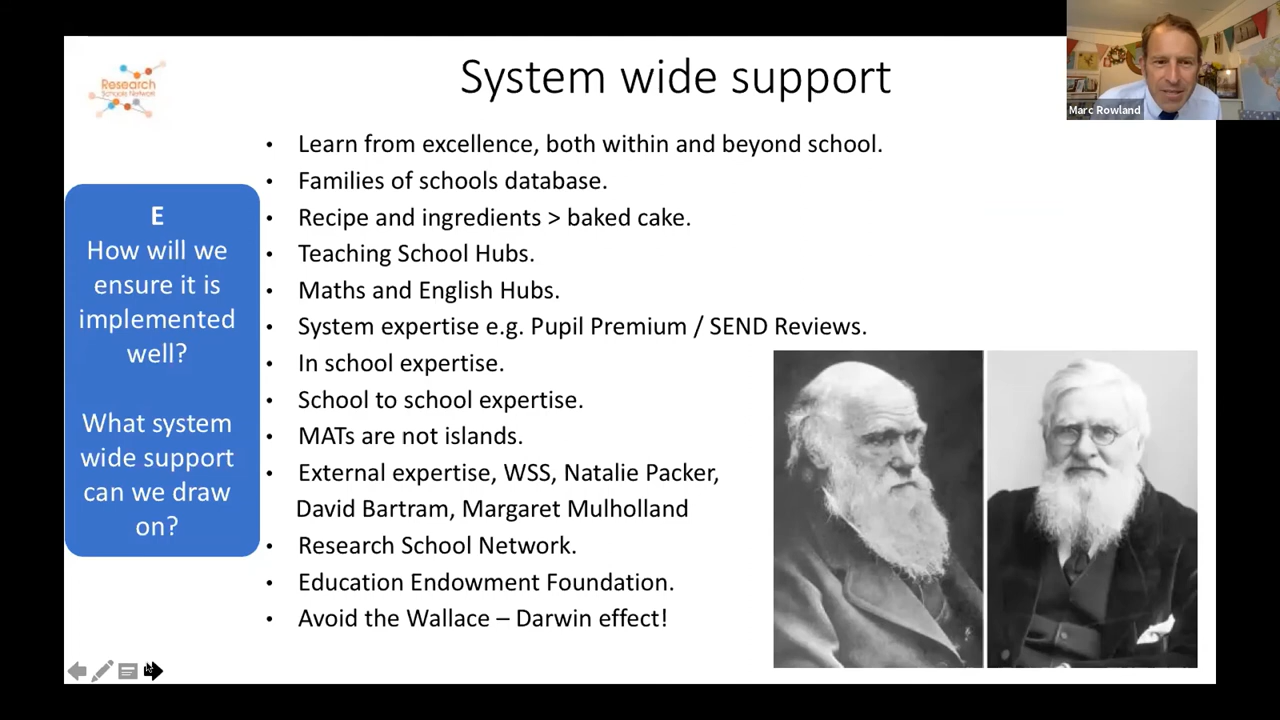 Research
Schools Network
System wide support
Marc Rowland
E
How will we
ensure it is
implemented
well?
What system
wide support
can we draw
on?
• Learn from excellence, both within and beyond school.
• Families of schools database.
• Recipe and ingredients > baked cake.
• Teaching School Hubs.
• Maths and English Hubs.
• System expertise e.g. Pupil Premium / SEND Reviews.
• In school expertise.
• School to school expertise.
• MATs are not islands.
• External expertise, WSS, Natalie Packer,
David Bartram, Margaret Mulholland
• Research School Network.
• Education Endowment Foundation.
• Avoid the Wallace – Darwin effect!